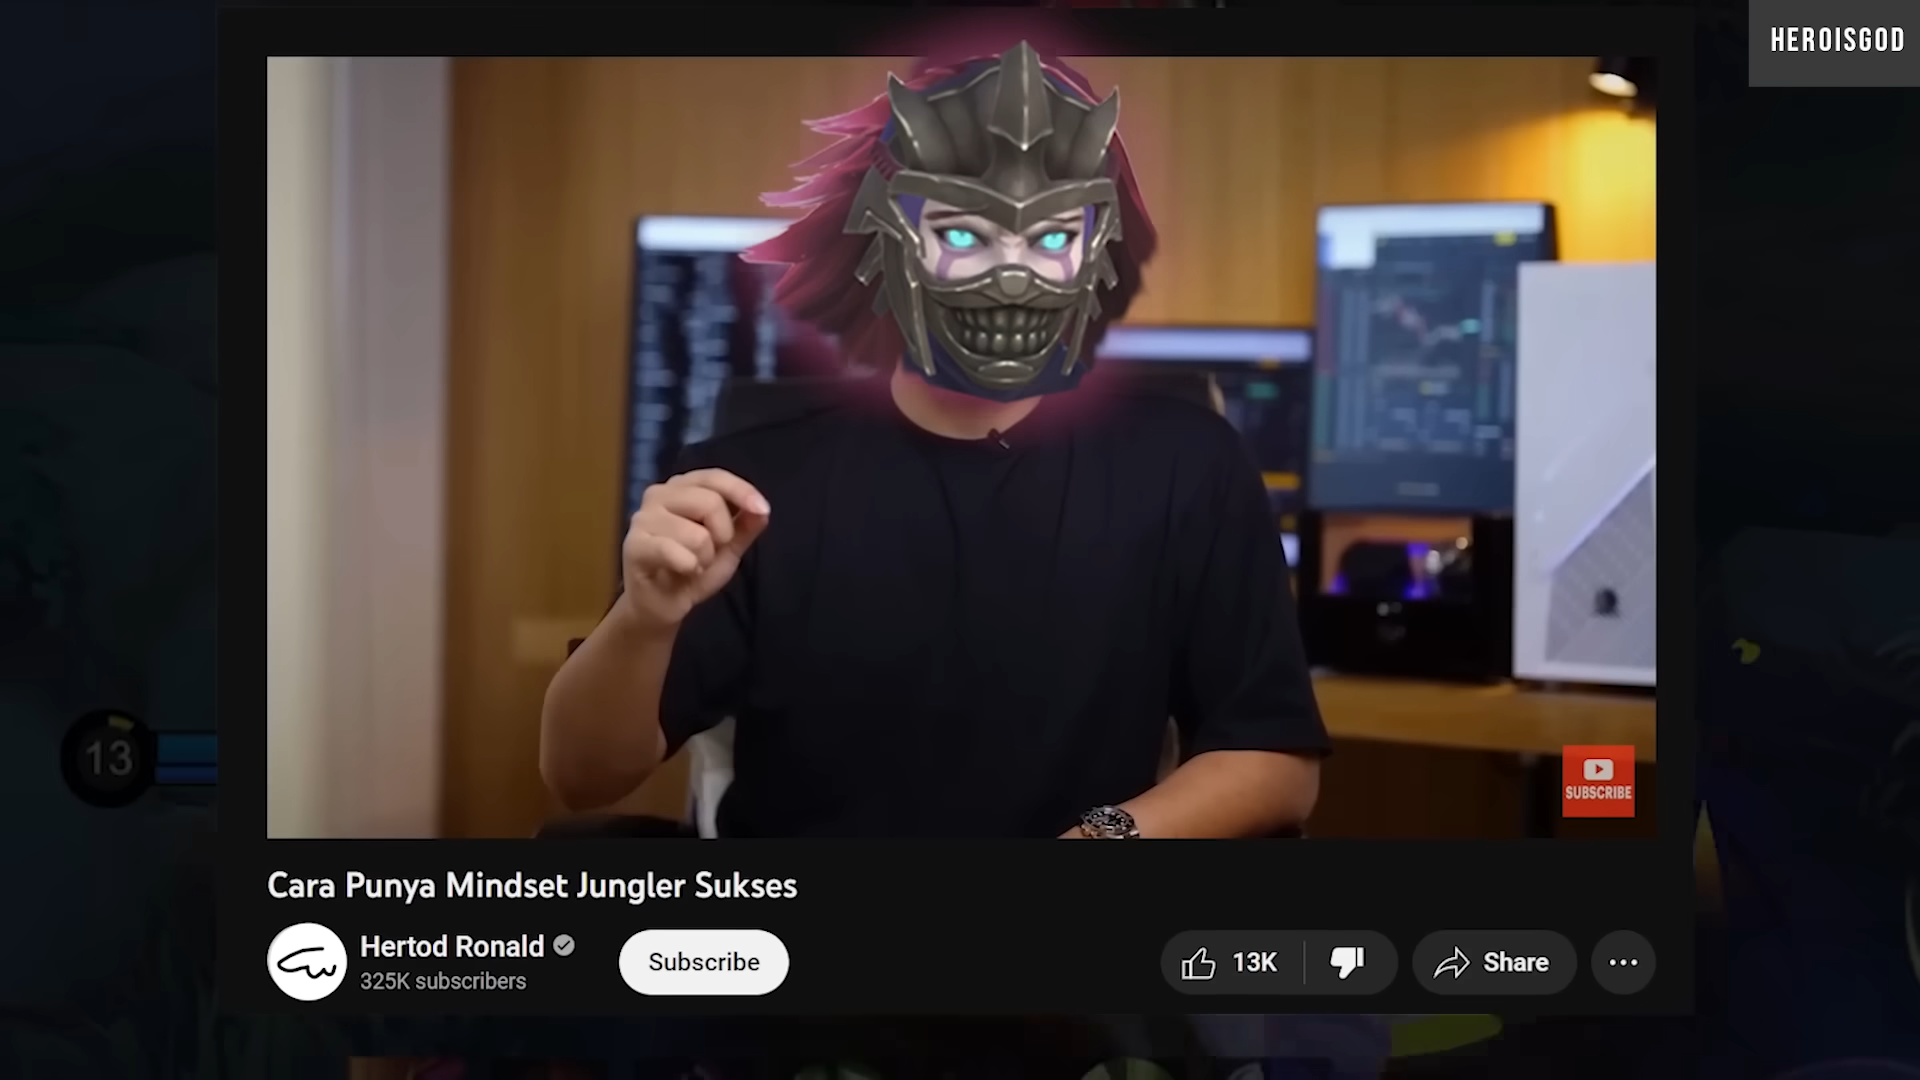 HEROISGOD
SUBSCRIBE
13
Cara Punya Mindset Jungler Sukses
Hertod Ronald
325K subscribers
Subscribe
13K
Share